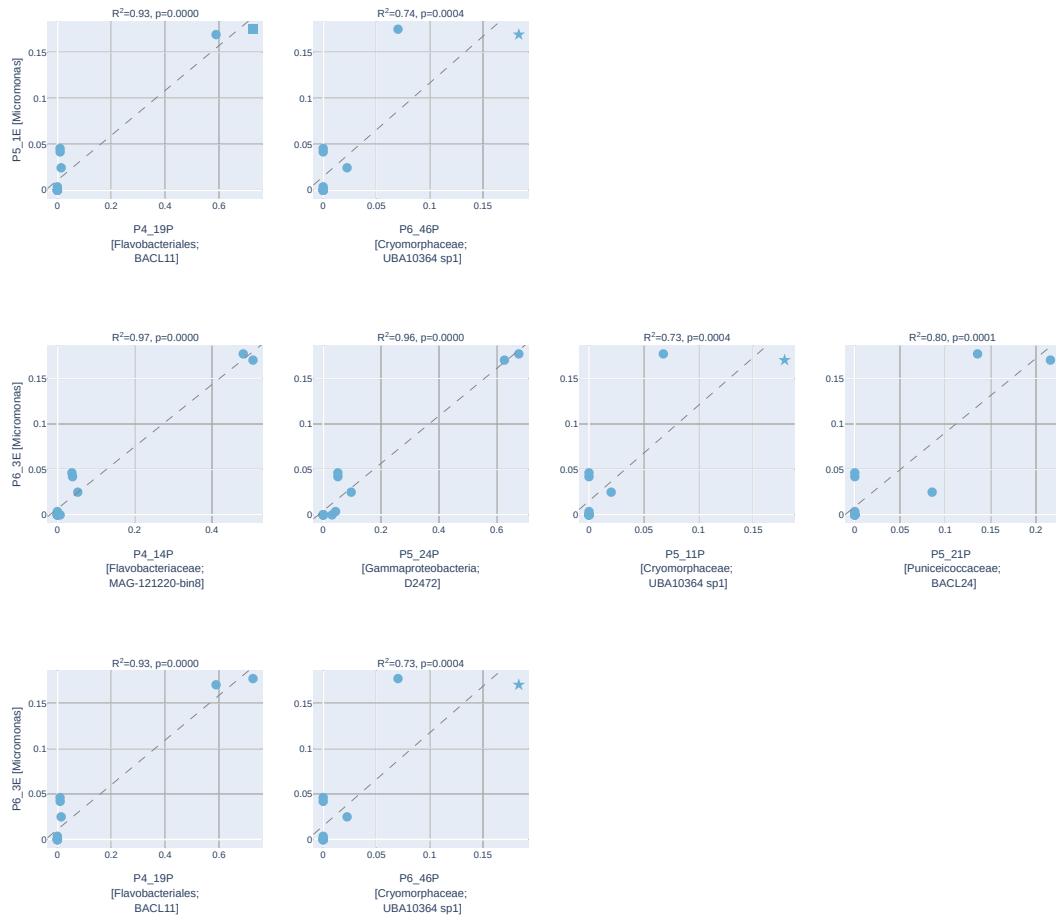 R²=0.93, p=0.0000
R²=0.74, p=0.0004
P5_1E [Micromonas]
0.15
0.1
0.05
0
0 0.2 0.4 0.6
0 0.05 0.1 0.15
P4_19P
[Flavobacteriales;
BACL11]
P6_46P
[Cryomorphaceae;
UBA10364 sp1]
R²=0.97, p=0.0000
R²=0.96, p=0.0000
R²=0.73, p=0.0004
R²=0.80, p=0.0001
P6_3E [Micromonas]
0.15
0.1
0.05
0
0.2 0.4
0 0.2 0.4 0.6
0 0.05 0.1 0.15
0 0.05 0.1 0.15 0.2
0
P4_14P
[Flavobacteriaceae;
MAG-121220-bin8]
P5_24P
[Gammaproteobacteria;
D2472]
P5_11P
[Cryomorphaceae;
UBA10364 sp1]
P5_21P
[Puniceicoccaceae;
BACL24]
R²=0.93, p=0.0000
R²=0.73, p=0.0004
P6_3E [Micromonas]
0.15
0.1
0.05
0
0 0.2 0.4 0.6
0 0.05 0.1 0.15
P4_19P
[Flavobacteriales;
BACL11]
P6_46P
[Cryomorphaceae;
UBA10364 sp1]